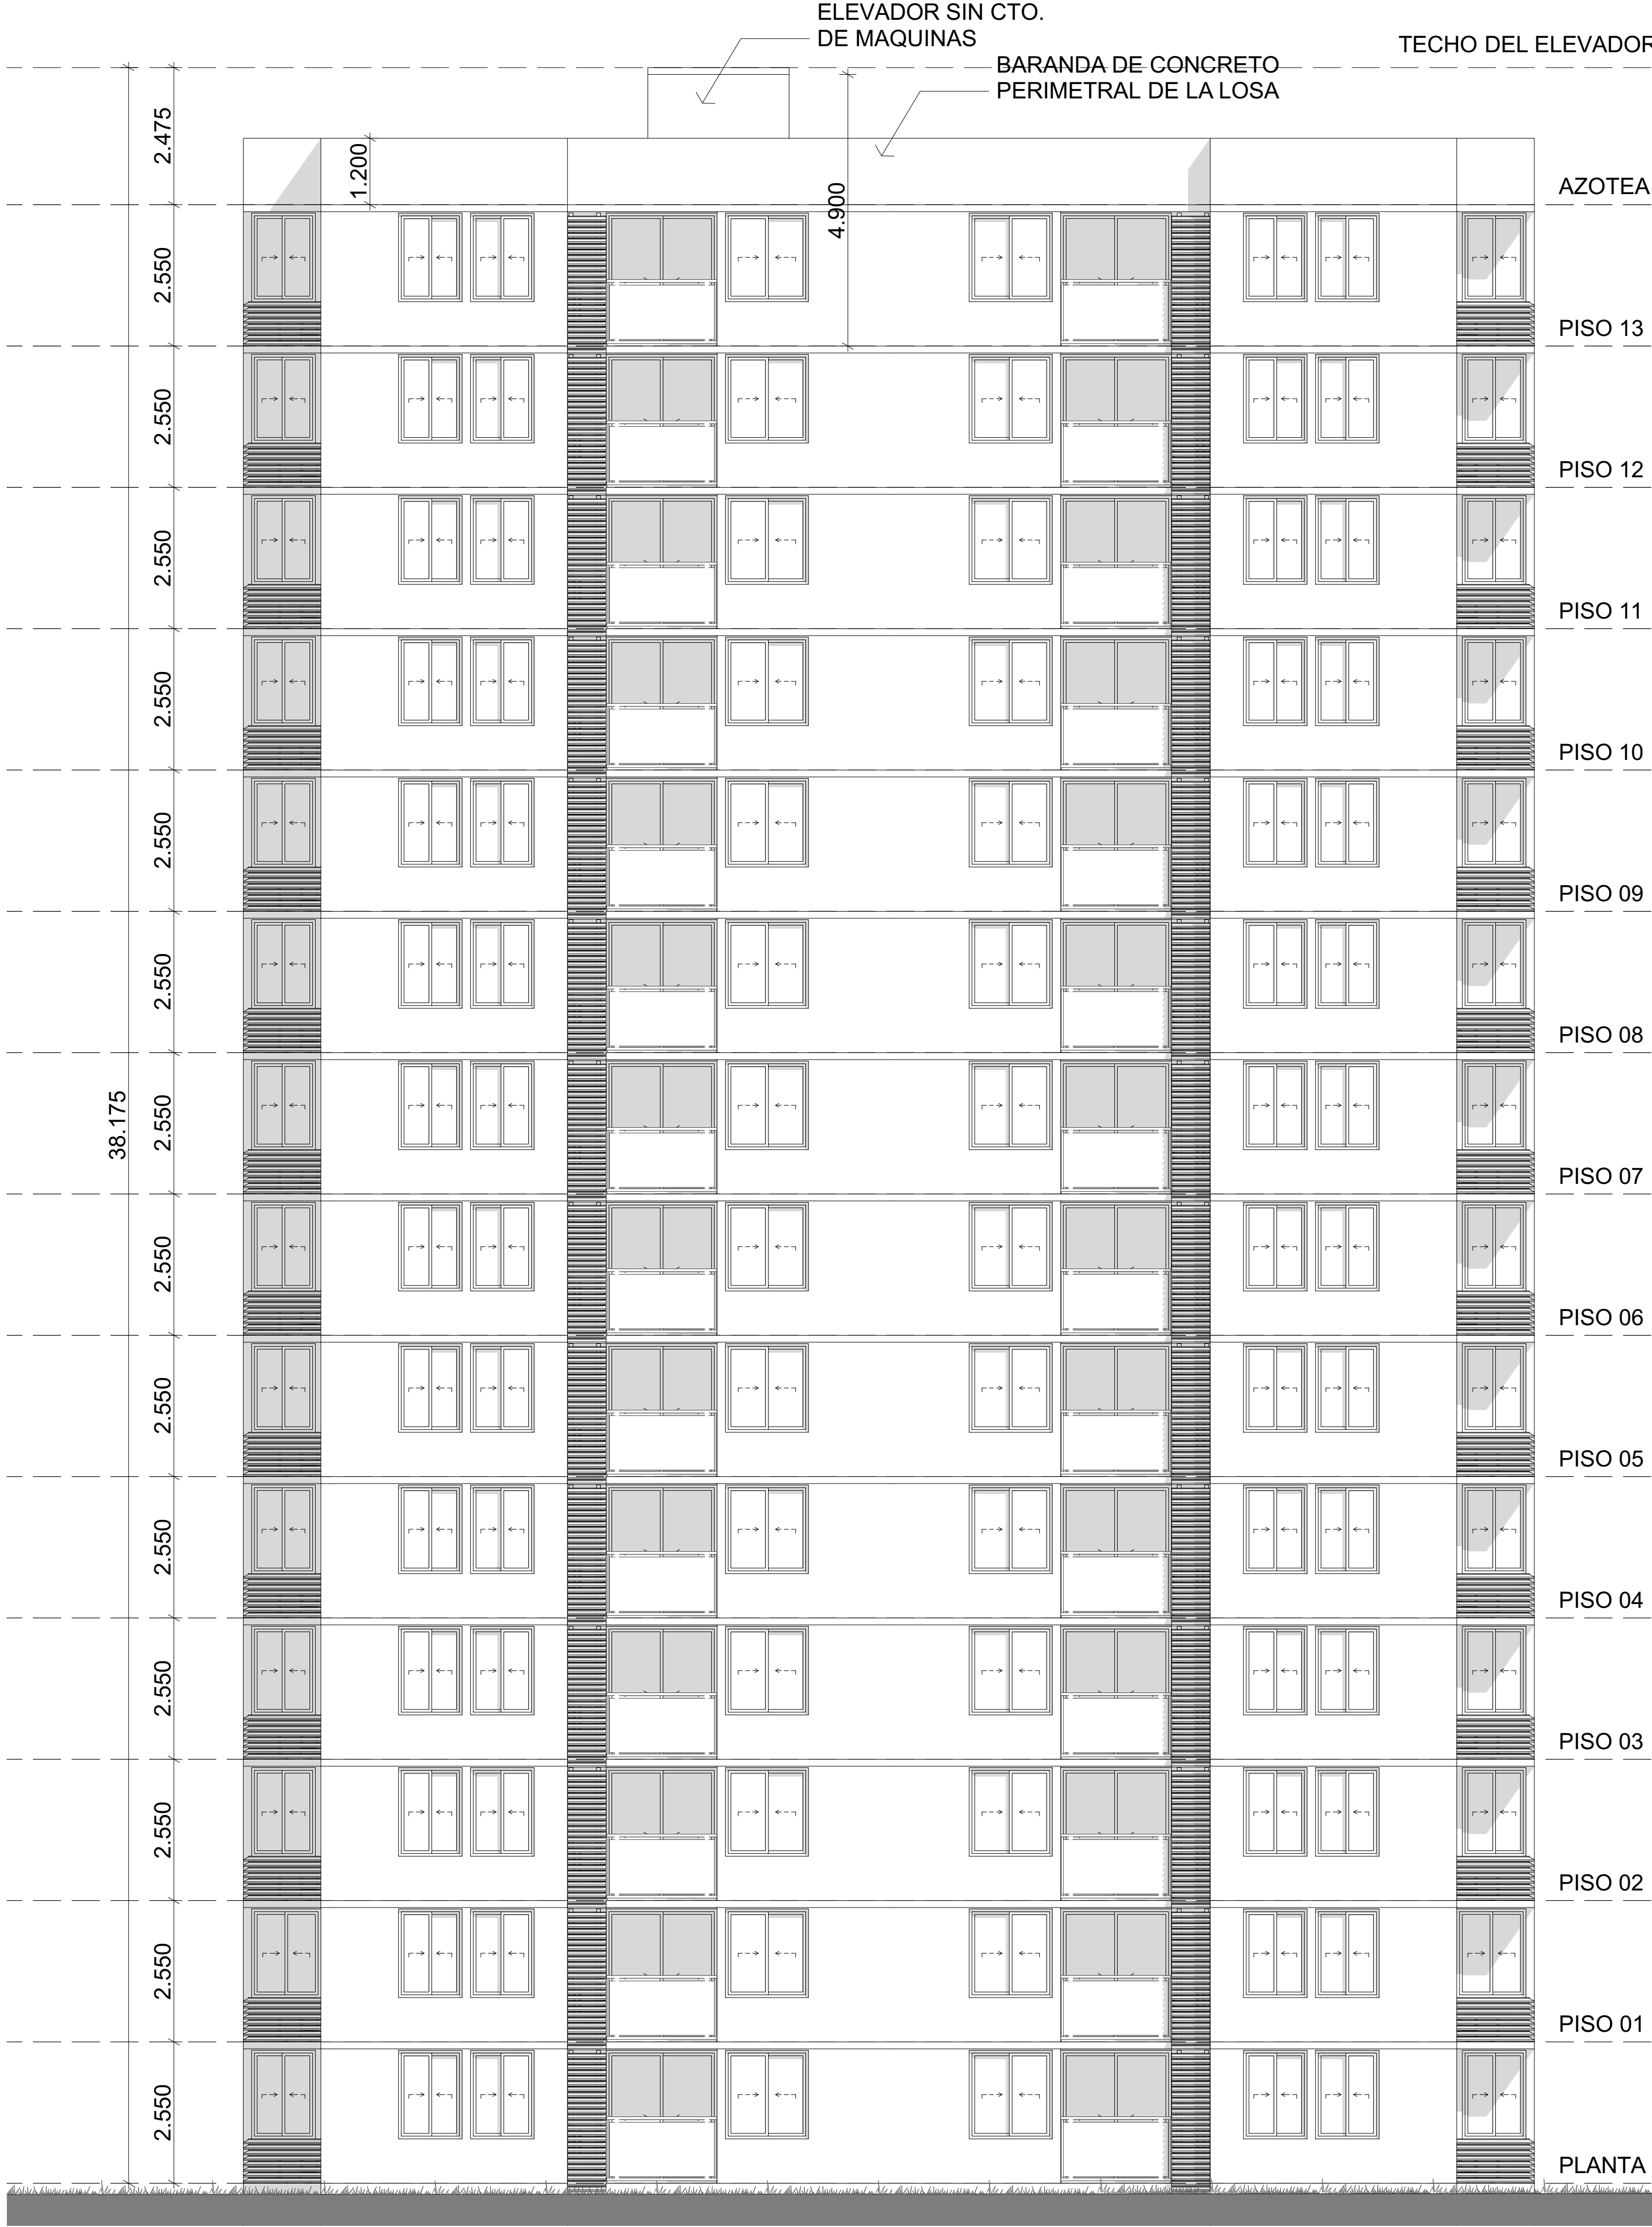 ELEVADOR SIN CTO.
DE MAQUINAS
TECHO DEL ELEVADOR
BARANDA DE CONCRETO
PERIMETRAL DE LA LOSA
2.475
1.200
4.900
AZOTEA
2.550
PISO 13
2.550
PISO 12
2.550
PISO 11
2.550
PISO 10
2.550
PISO 09
2.550
PISO 08
38.175
2.550
PISO 07
2.550
PISO 06
2.550
PISO 05
2.550
PISO 04
2.550
PISO 03
2.550
PISO 02
2.550
PISO 01
2.550
PLANTA